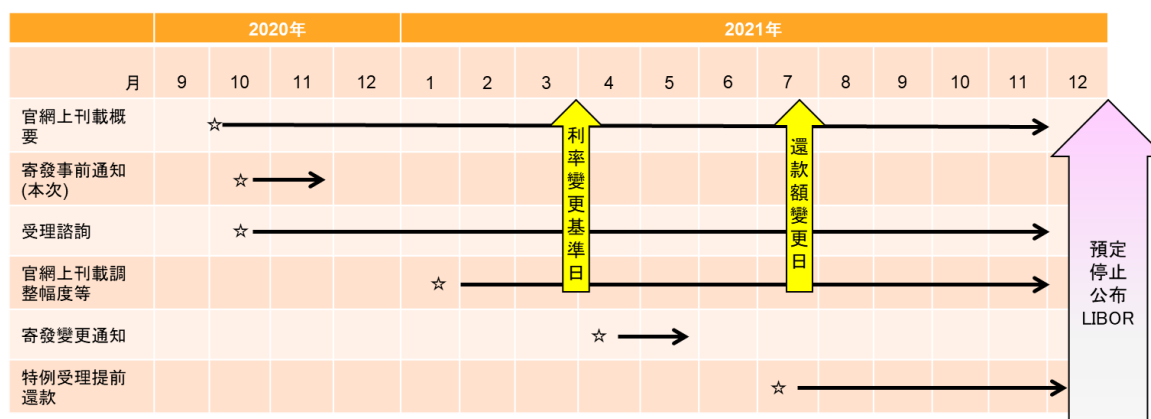 2020年 2021年
月 9 10 11 12 1 2 3 4 5 6 7 8 9 10 11 12
官網上刊載概
要
☆
寄發事前通知
(本次)
☆
受理諮詢
☆
官網上刊載調
整幅度等
☆
寄發變更通知
☆
特例受理提前
還款
☆
利率變更基準日
還款額變更日
預定
停止
公布
LIBOR